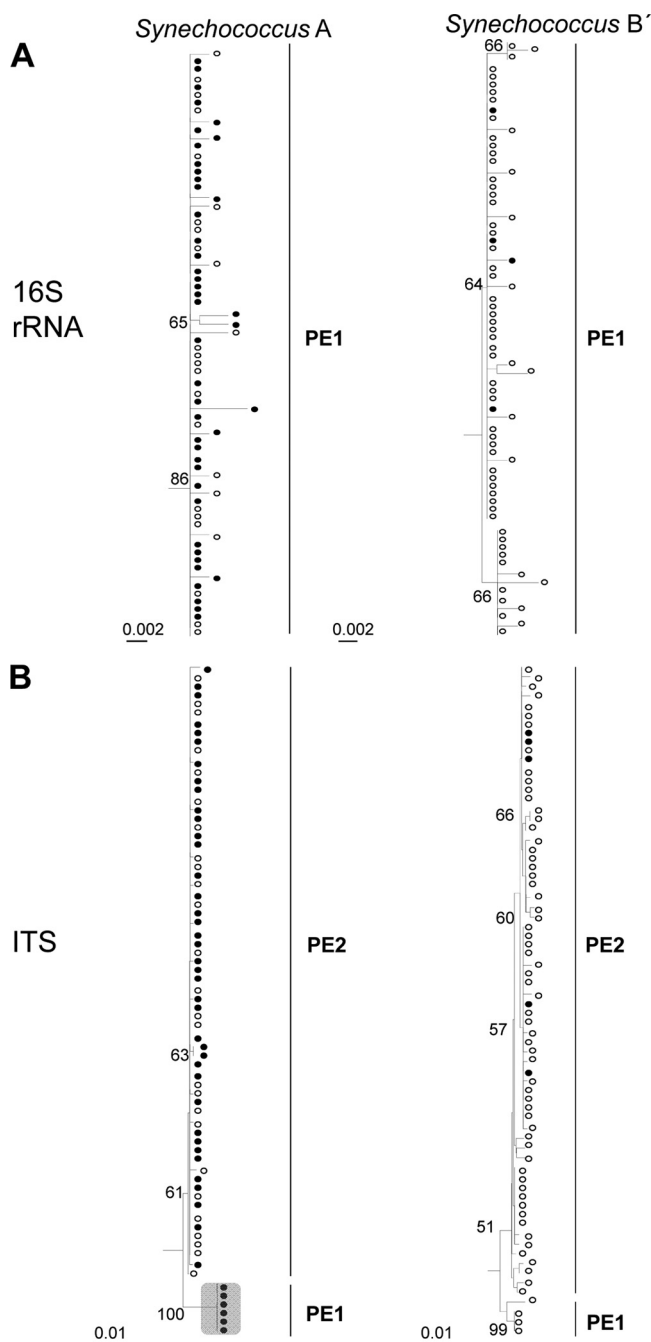 Synechococcus A
Synechococcus B´
A
66
16S
rRNA
64
65
PE1
PE1
86
66
0.002
0.002
B
66
60
ITS
PE2
PE2
57
63
61
51
100
PE1
PE1
99
0.01
0.01